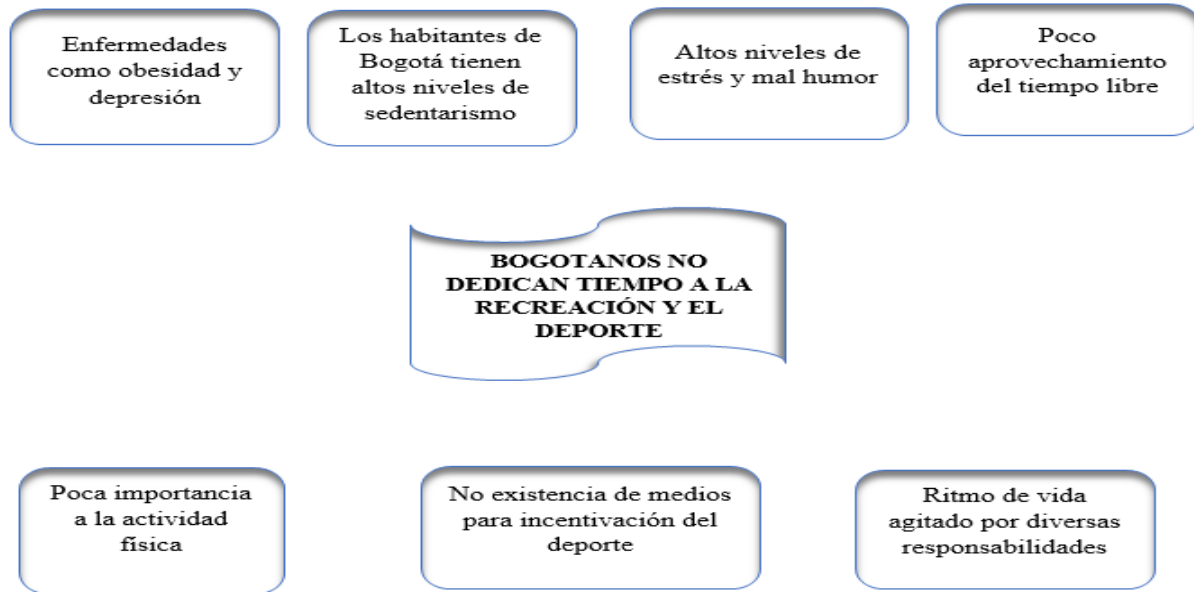 Enfermedades
como obesidad y
depresión
Los habitantes de
Bogotá tienen
altos niveles de
sedentarismo
Altos niveles de
estrés y mal humor
Poco
aprovechamiento
del tiempo libre
BOGOTANOS NO
DEDICAN TIEMPO A LA
RECREACIÓN Y EL
DEPORTE
Poca importancia
a la actividad
física
No existencia de medios
para incentivación del
deporte
Ritmo de vida
agitado por diversas
responsabilidades